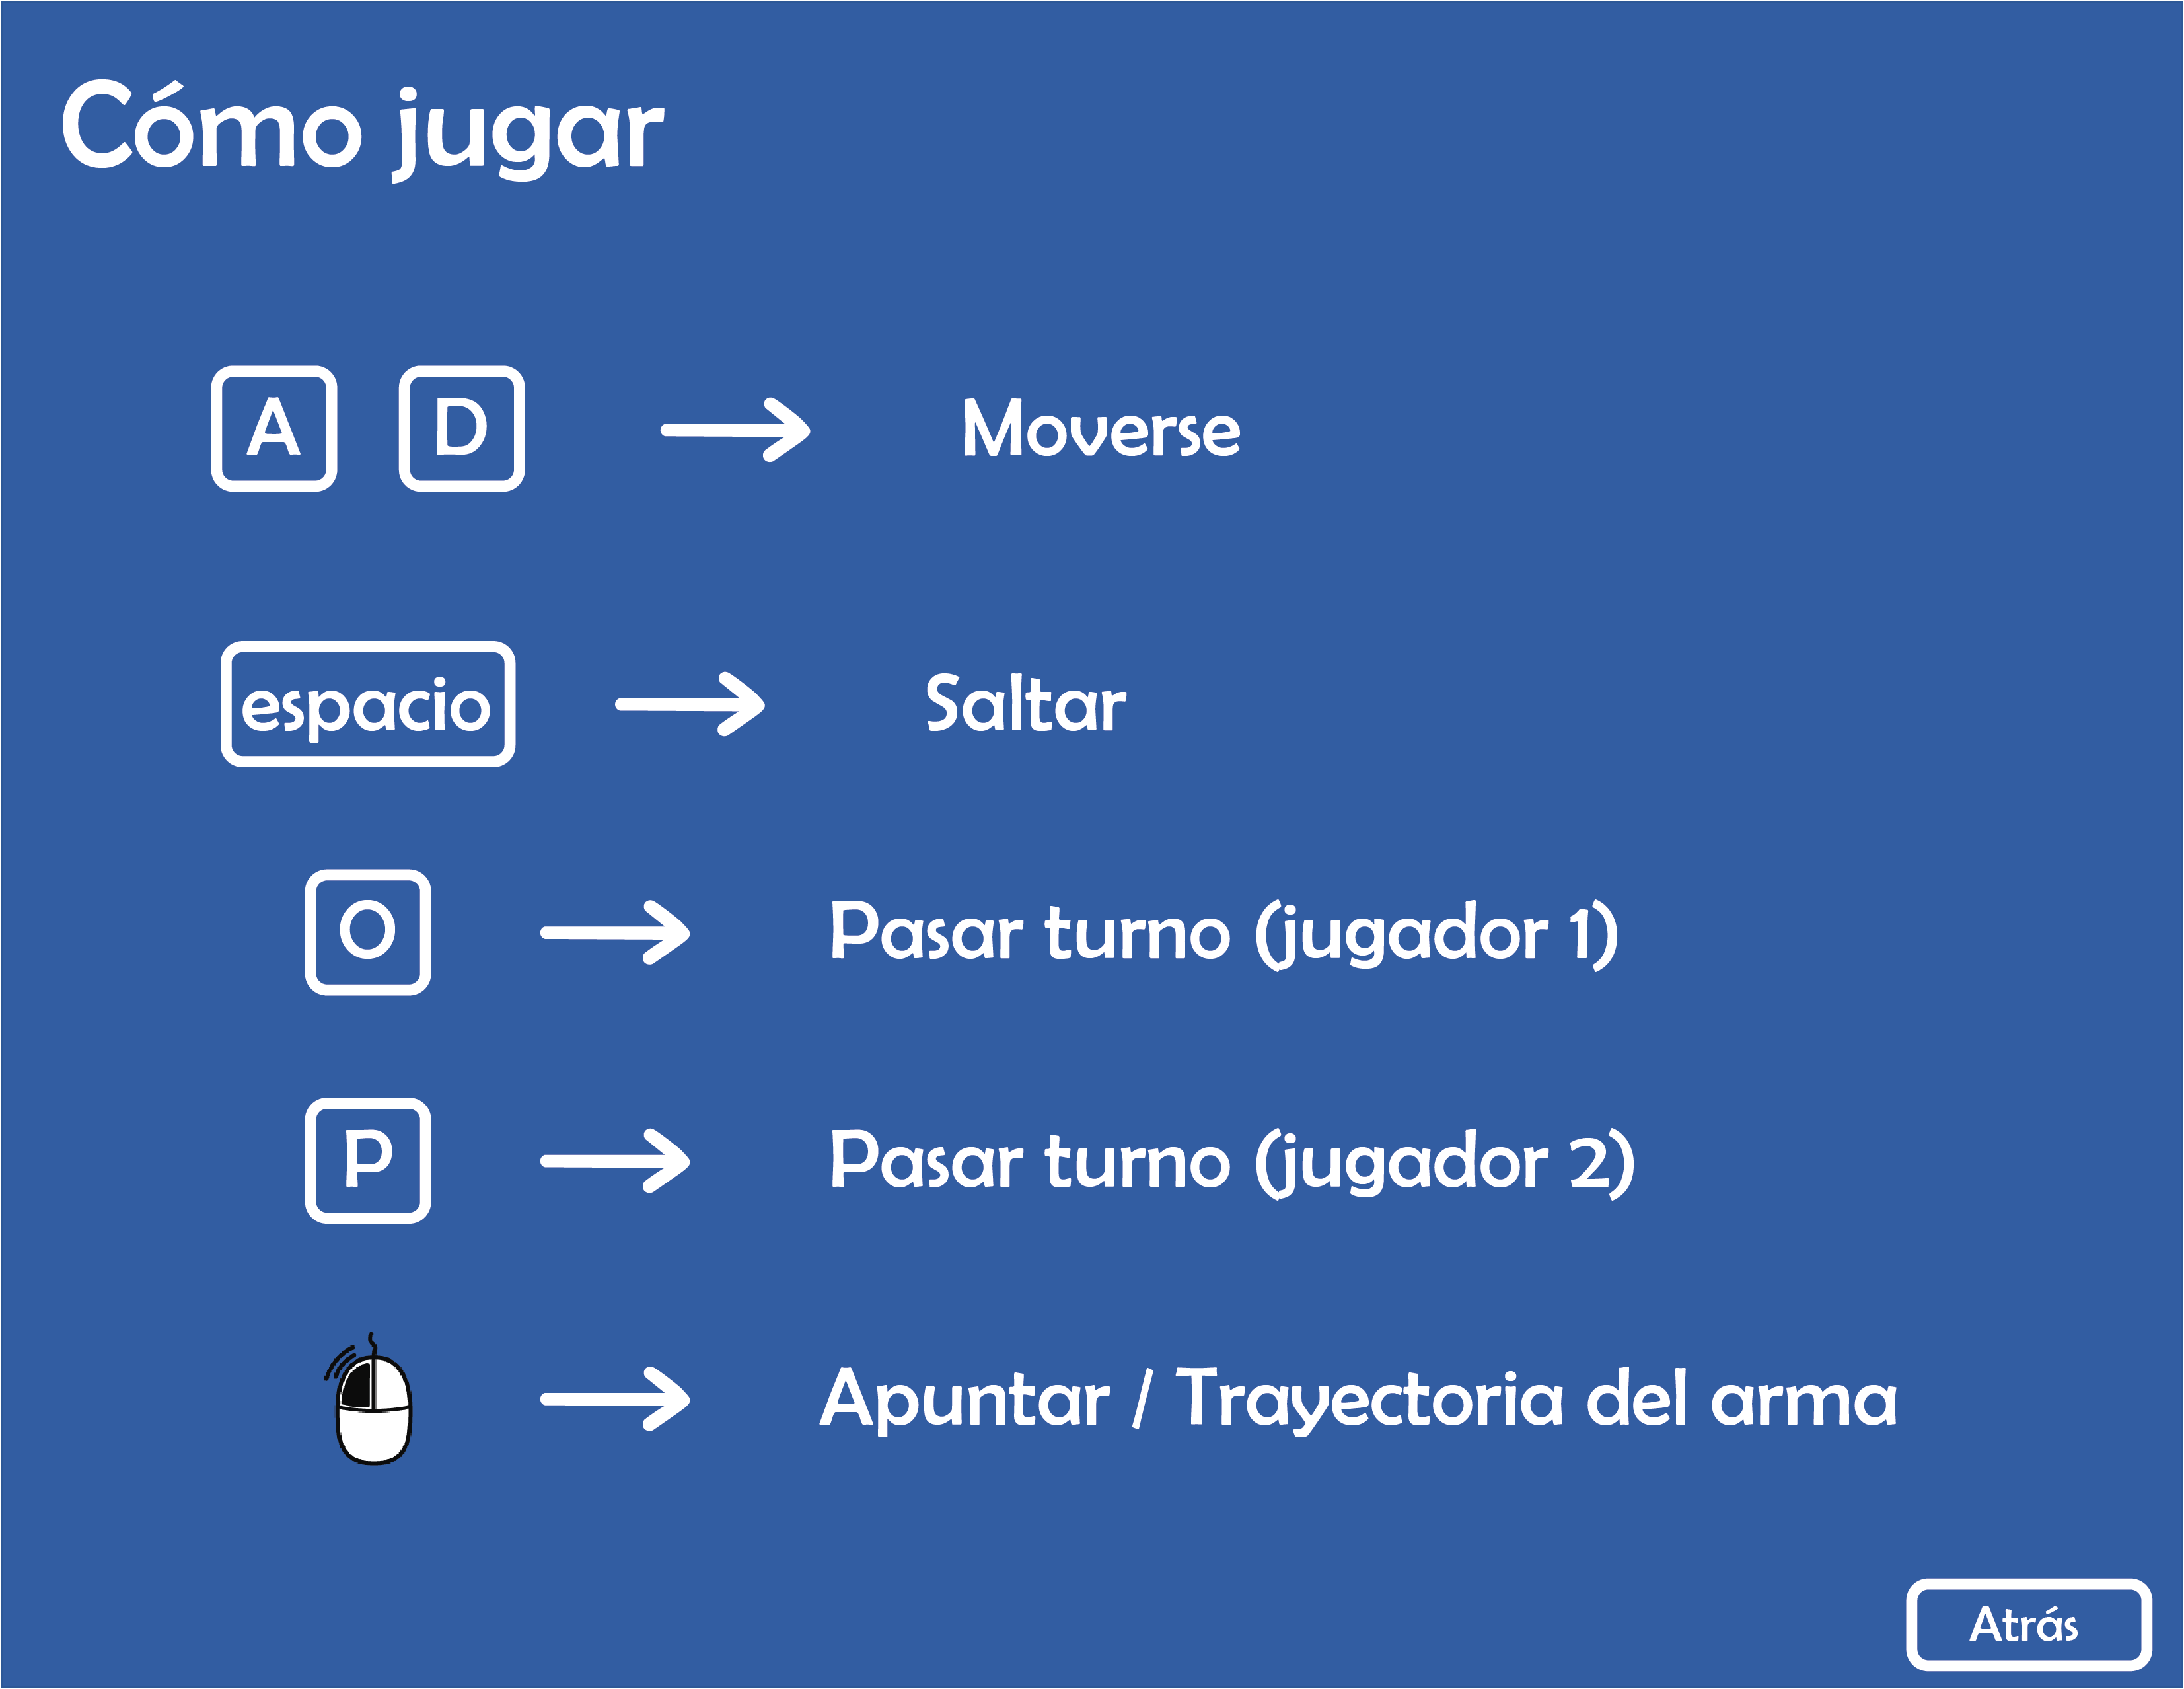 Cómo jugar
A D Moverse
espacio Saltar
O Pasar turno (jugador 1)
P Pasar turno (jugador 2)
Apuntar / Trayectoria del arma
Atrás